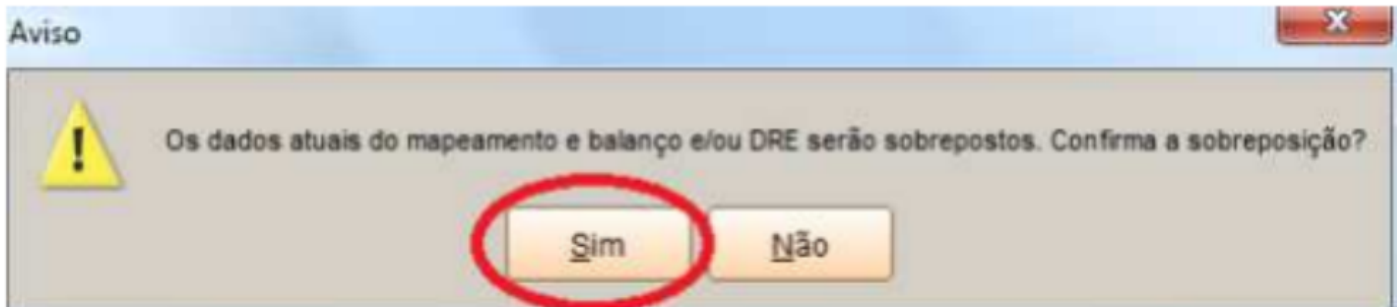 Aviso
Os dados atuais do mapeamento e balanço e/ou DRE serão sobrepostos. Confirma a sobreposição?
Sim Não